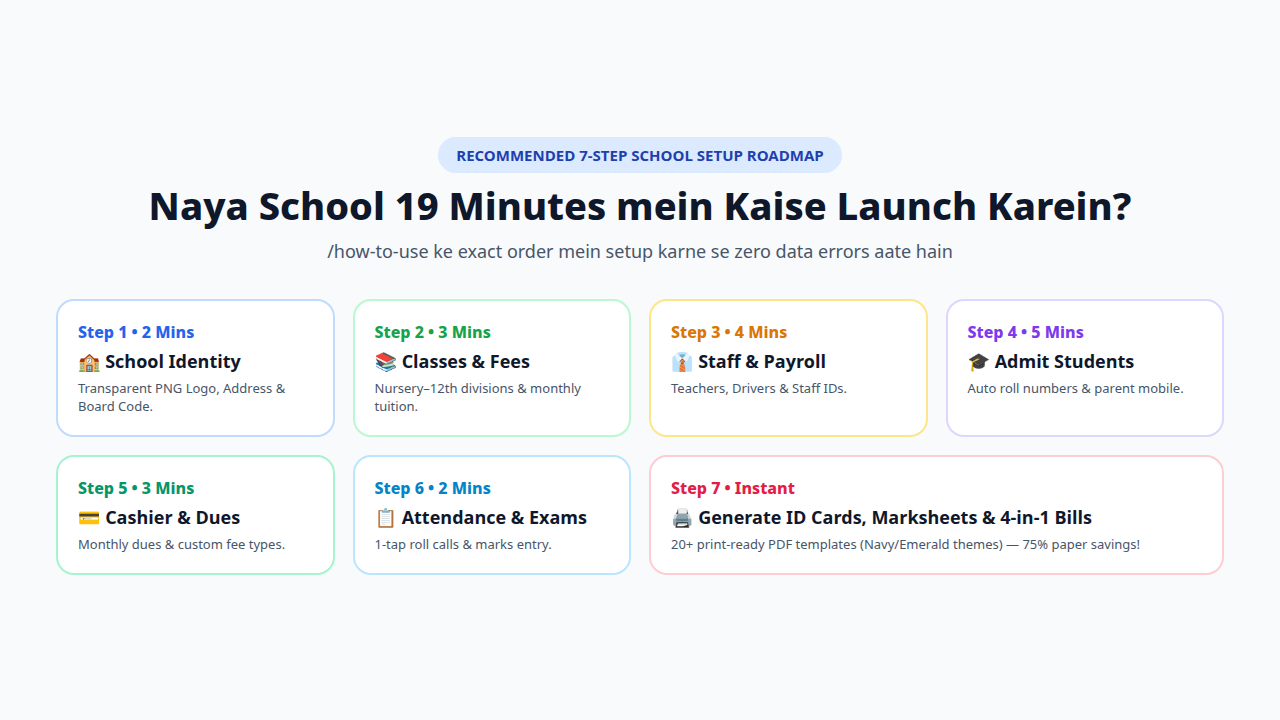 RECOMMENDED 7-STEP SCHOOL SETUP ROADMAP
Naya School 19 Minutes mein Kaise Launch Karein?
/how-to-use ke exact order mein setup karne se zero data errors aate hain
Step 1 • 2 Mins
🏫 School Identity
Transparent PNG Logo, Address &
Board Code.
Step 2 • 3 Mins
📚 Classes & Fees
Nursery–12th divisions & monthly
tuition.
Step 3 • 4 Mins
👔 Staff & Payroll
Teachers, Drivers & Staff IDs.
Step 4 • 5 Mins
🎓 Admit Students
Auto roll numbers & parent mobile.
Step 5 • 3 Mins
💳 Cashier & Dues
Monthly dues & custom fee types.
Step 6 • 2 Mins
📋 Attendance & Exams
1-tap roll calls & marks entry.
Step 7 • Instant
🖨️ Generate ID Cards, Marksheets & 4-in-1 Bills
20+ print-ready PDF templates (Navy/Emerald themes) — 75% paper savings!